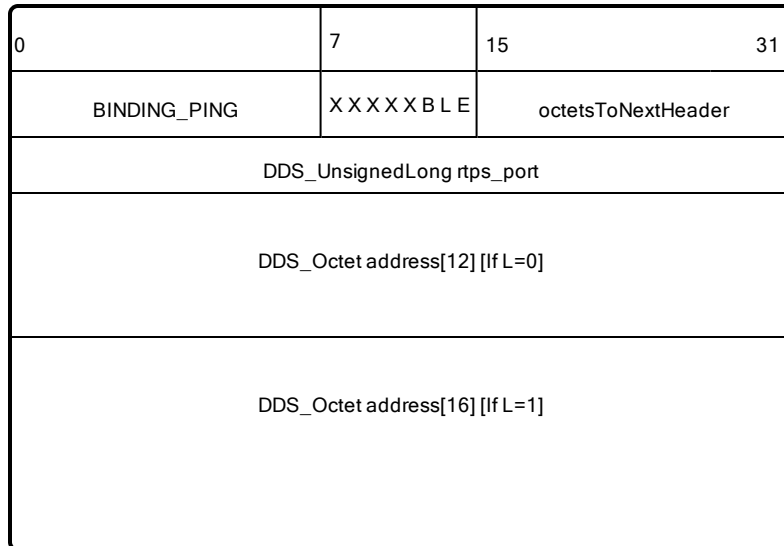 0 7 15 31
BINDING_PING X X X X X B L E octetsToNextHeader
DDS_UnsignedLong rtps_port
DDS_Octet address[12] [If L=0]
DDS_Octet address[16] [If L=1]